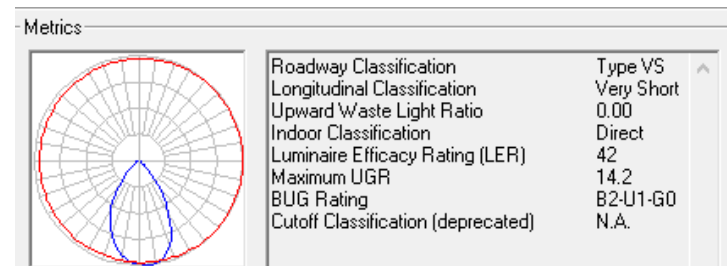 Metrics
Roadway Classification Type VS
Longitudinal Classification Very Short
Upward Waste Light Ratio 0.00
Indoor Classification Direct
Luminaire Efficacy Rating (LER) 42
Maximum UGR 14.2
BUG Rating B2-U1-G0
Cutoff Classification (deprecated) N.A.